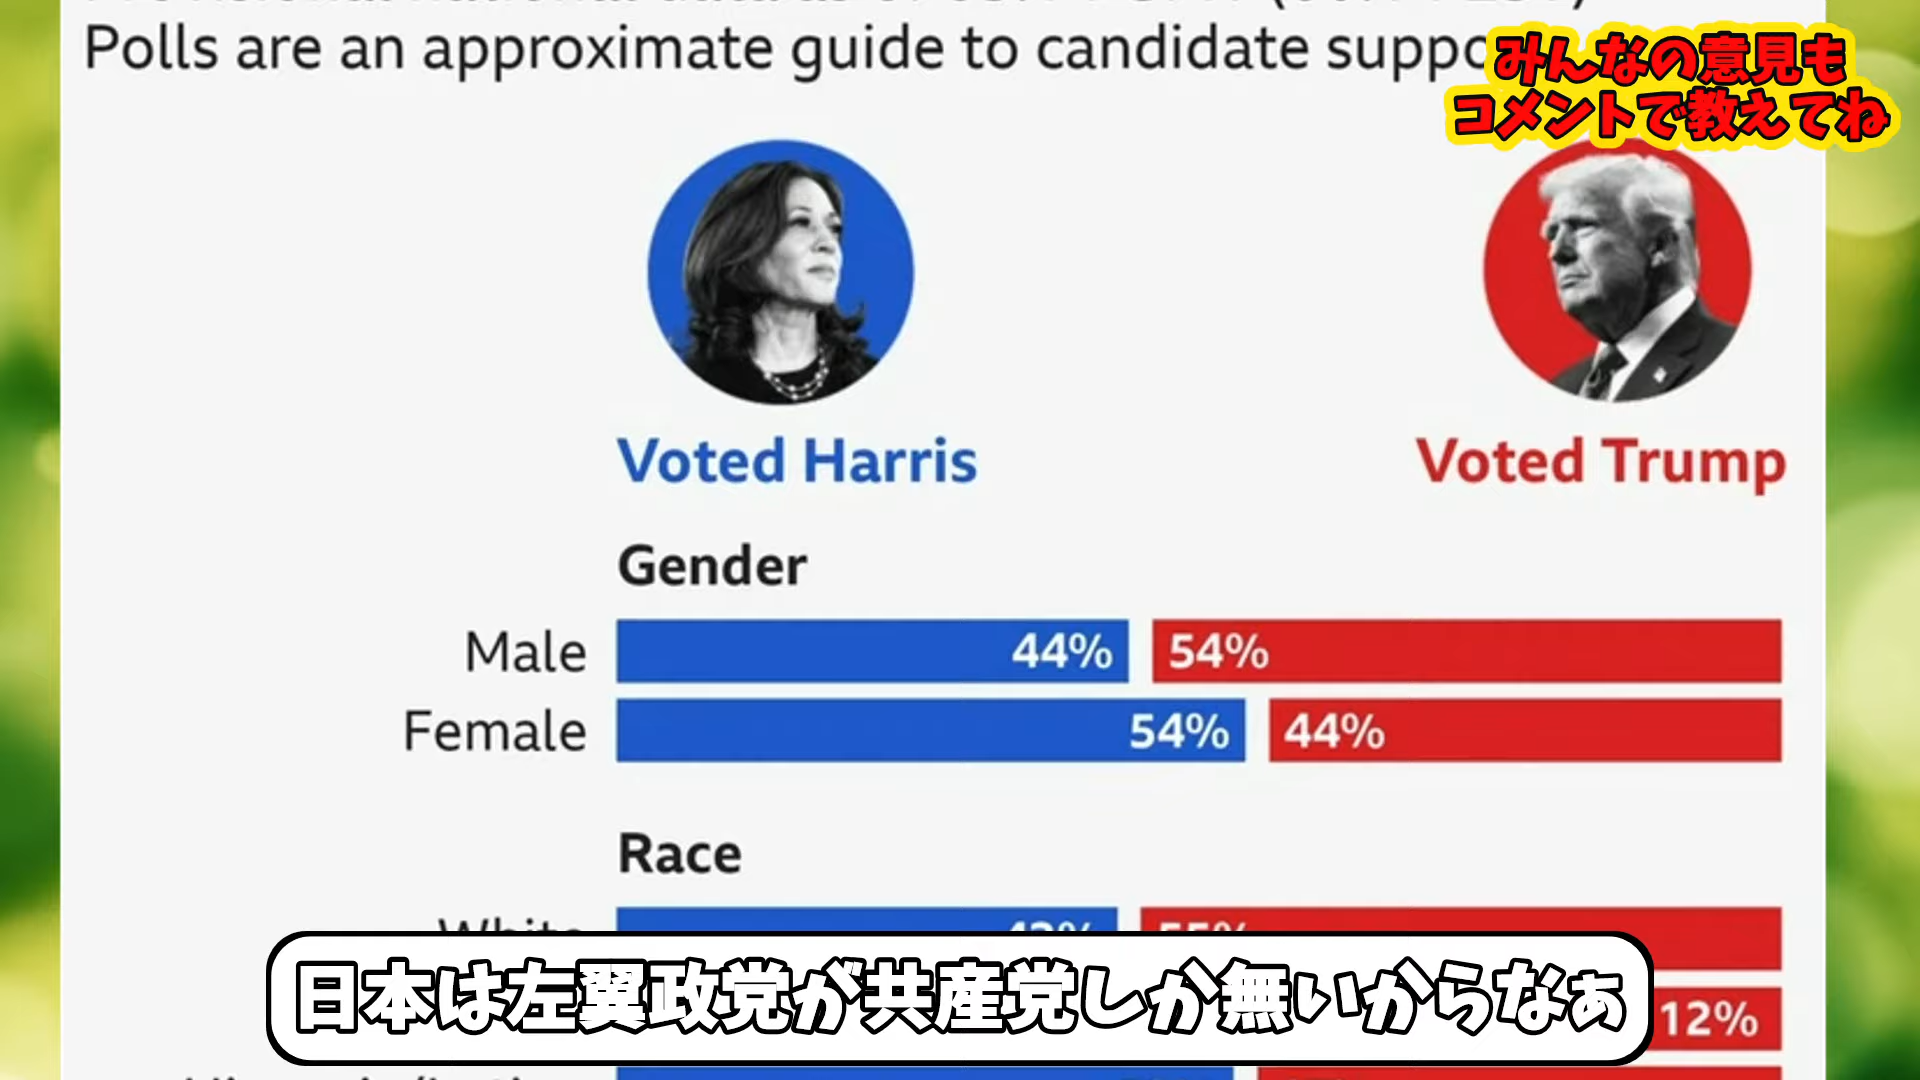 Polls are an approximate guide to candidate suppo
みんなの意見も
コメントで教えてね
Voted Harris
Voted Trump
Gender
Male 44% 54%
Female 54% 44%
Race
White 55%
12%
日本は左翼政党が共産党しか無いからなぁ